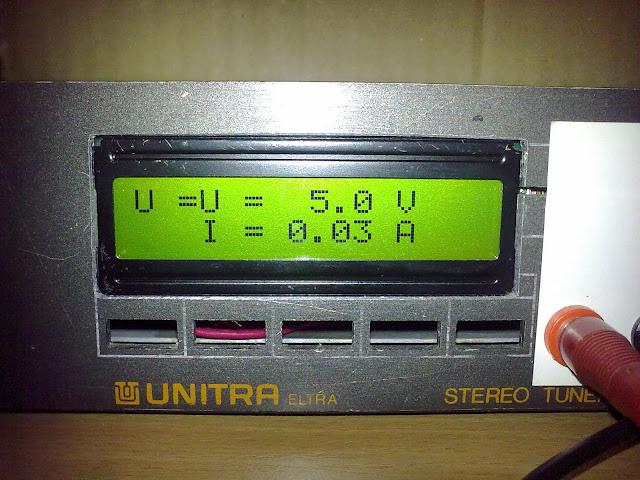 U =U =  5.0 V
I = 0.03 A
UNITRA ELTRA
STEREO TUNE